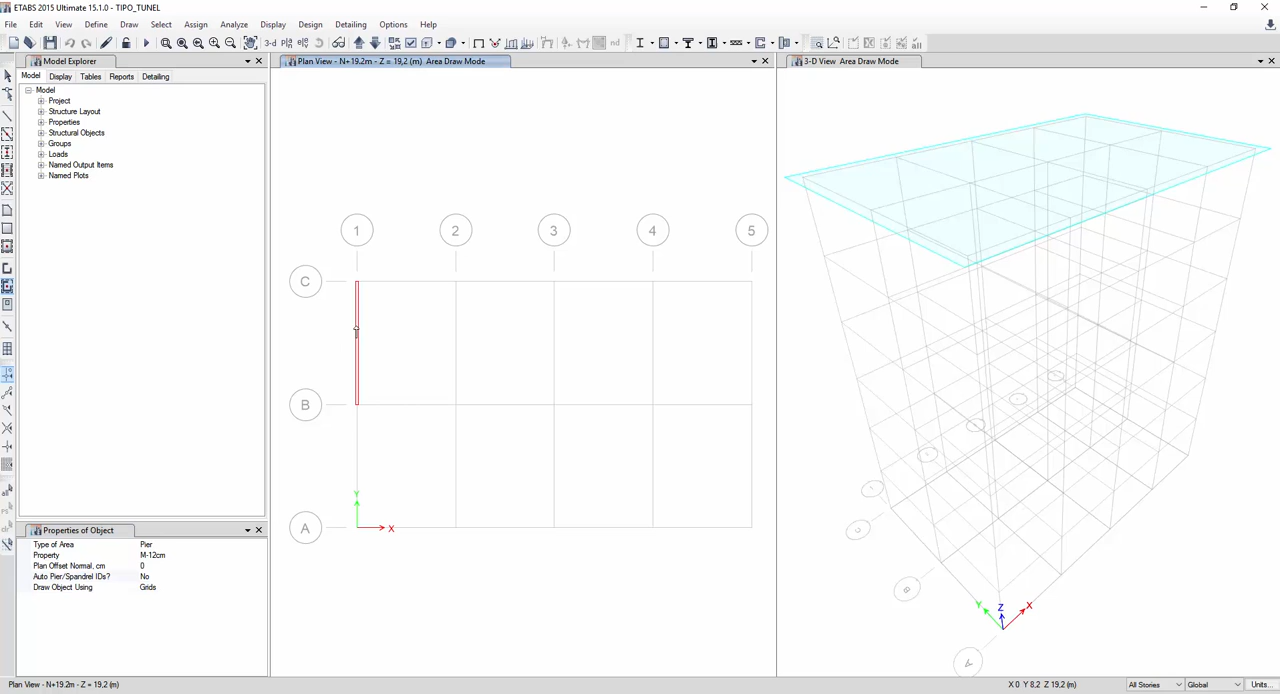 ETABS 2015 Ultimate 15.1.0 - TIPO_TUNEL
File Edit View Define Draw Select Assign Analyze Display Design Detailing Options Help
3-d
nd
all
Model Explorer
Model Display Tables Reports Detailing
Model
Project
Structure Layout
Properties
Structural Objects
Groups
Loads
Named Output Items
Named Plots
Properties of Object
Type of Area Pier
Property M-12cm
Plan Offset Normal, cm 0
Auto Pier/Spandrel IDs? No
Draw Object Using Grids
Plan View - N+19.2m - Z = 19,2 (m) Area Draw Mode
1 2 3 4 5
C
B
A
Y
X
3-D View Area Draw Mode
C
B
A
Y Z X
Plan View - N+19.2m - Z = 19,2 (m)
X 0 Y 8.2 Z 19,2 (m)
All Stories
Global
Units...